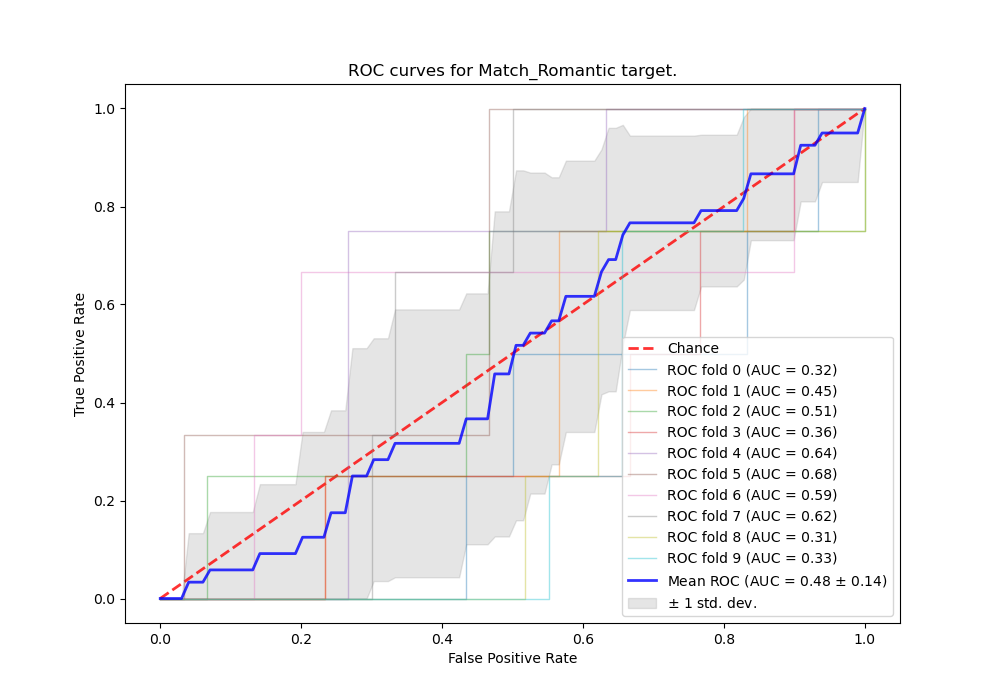 ROC curves for Match_Romantic target.
True Positive Rate
1.0
0.8
0.6
0.4
0.2
0.0
0.0
0.2
0.4
0.6
0.8
1.0
False Positive Rate
Chance
ROC fold 0 (AUC = 0.32)
ROC fold 1 (AUC = 0.45)
ROC fold 2 (AUC = 0.51)
ROC fold 3 (AUC = 0.36)
ROC fold 4 (AUC = 0.64)
ROC fold 5 (AUC = 0.68)
ROC fold 6 (AUC = 0.59)
ROC fold 7 (AUC = 0.62)
ROC fold 8 (AUC = 0.31)
ROC fold 9 (AUC = 0.33)
Mean ROC (AUC = 0.48 ± 0.14)
± 1 std. dev.